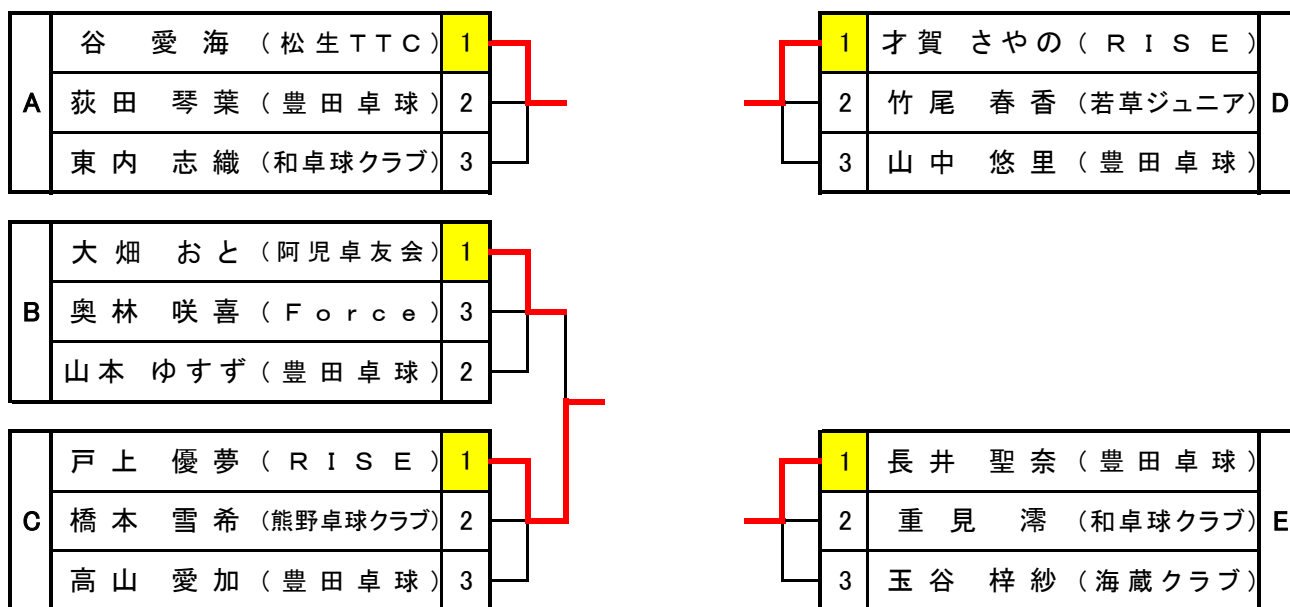 A
谷 愛海 (松生TTC) 1
荻田 琴葉 (豊田卓球) 2
東内 志織 (和卓球クラブ) 3
B
大畑 おと (阿児卓友会) 1
奥林 咲喜 (Force) 3
山本 ゆすず (豊田卓球) 2
C
戸上 優夢 (RISE) 1
橋本 雪希 (熊野卓球クラブ) 2
高山 愛加 (豊田卓球) 3
D
1 才賀 さやの (RISE)
2 竹尾 春香 (若草ジュニア)
3 山中 悠里 (豊田卓球)
E
1 長井 聖奈 (豊田卓球)
2 重見 澪 (和卓球クラブ)
3 玉谷 梓紗 (海蔵クラブ)